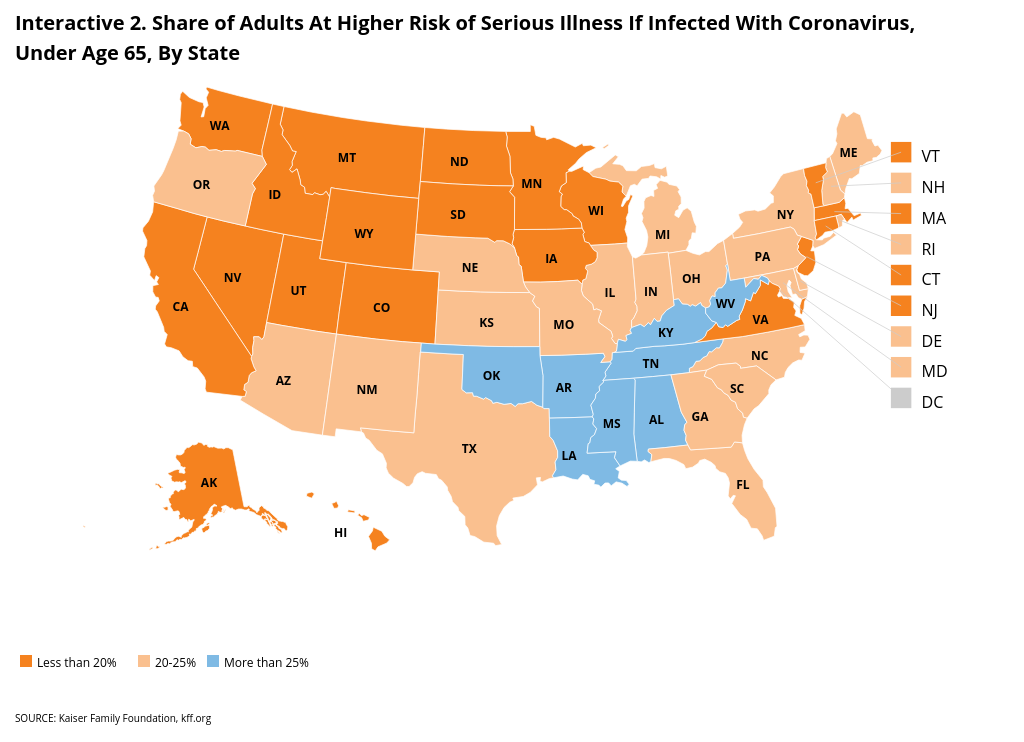 Interactive 2. Share of Adults At Higher Risk of Serious Illness If Infected With Coronavirus,
Under Age 65, By State
WA
MT
ND
MN
ME
VT
OR
ID
SD
WI
NY
NH
WY
MI
MA
NV
UT
CO
NE
IA
IL
IN
OH
PA
RI
CA
KS
MO
WV
VA
CT
KY
NJ
AZ
NM
OK
AR
TN
NC
DE
SC
MD
TX
LA
MS
AL
GA
DC
AK
FL
HI
Less than 20%
20-25%
More than 25%
SOURCE: Kaiser Family Foundation, kff.org